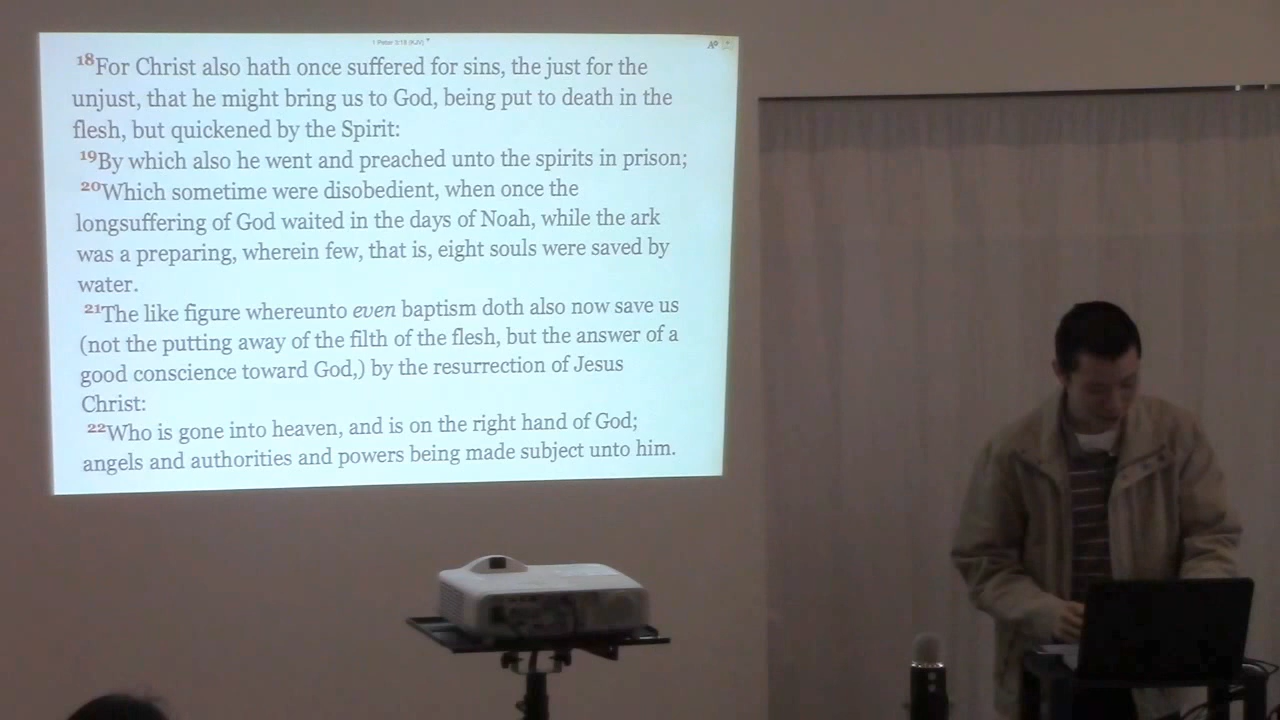 1 Peter 3:18 (KJV)
18For Christ also hath once suffered for sins, the just for the
unjust, that he might bring us to God, being put to death in the
flesh, but quickened by the Spirit:
19By which also he went and preached unto the spirits in prison;
20Which sometime were disobedient, when once the
longsuffering of God waited in the days of Noah, while the ark
was a preparing, wherein few, that is, eight souls were saved by
water.
21The like figure whereunto even baptism doth also now save us
(not the putting away of the filth of the flesh, but the answer of a
good conscience toward God,) by the resurrection of Jesus
Christ:
22Who is gone into heaven, and is on the right hand of God;
angels and authorities and powers being made subject unto him.